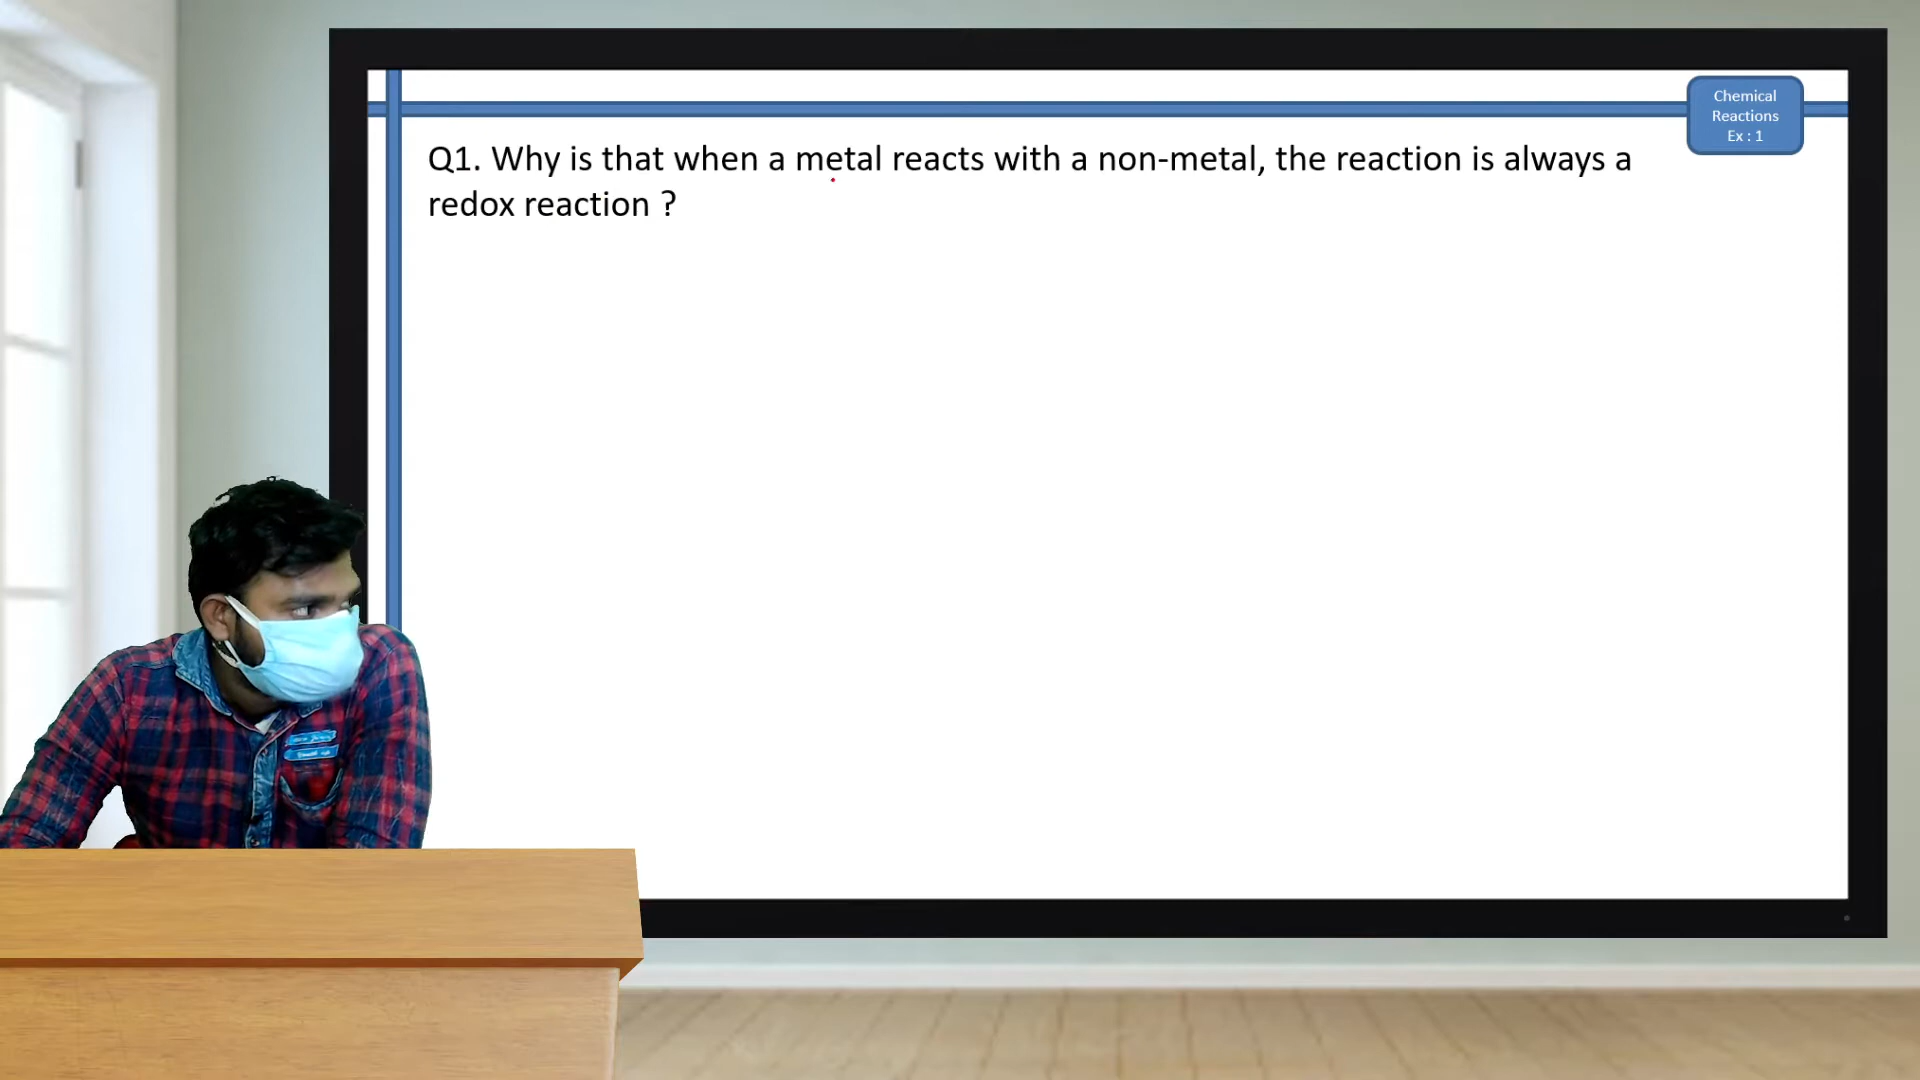 Chemical
Reactions
Ex : 1
Q1. Why is that when a metal reacts with a non-metal, the reaction is always a
redox reaction ?